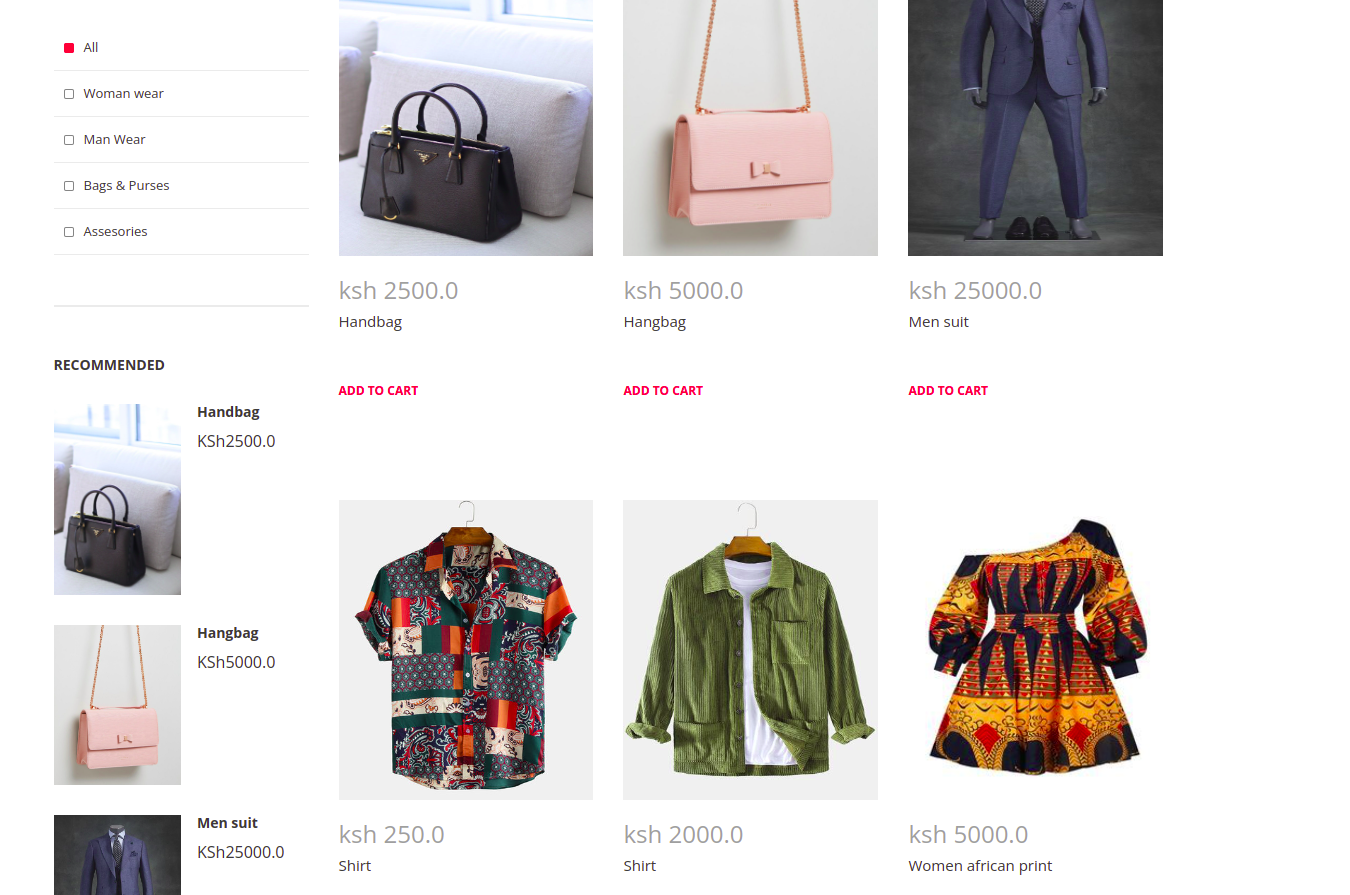 All
Woman wear
Man Wear
Bags & Purses
Assesories
RECOMMENDED
Handbag
KSh2500.0
Hangbag
KSh5000.0
Men suit
KSh25000.0
ksh 2500.0
Handbag
ADD TO CART
ksh 5000.0
Hangbag
ADD TO CART
ksh 25000.0
Men suit
ADD TO CART
ksh 250.0
Shirt
ksh 2000.0
Shirt
ksh 5000.0
Women african print